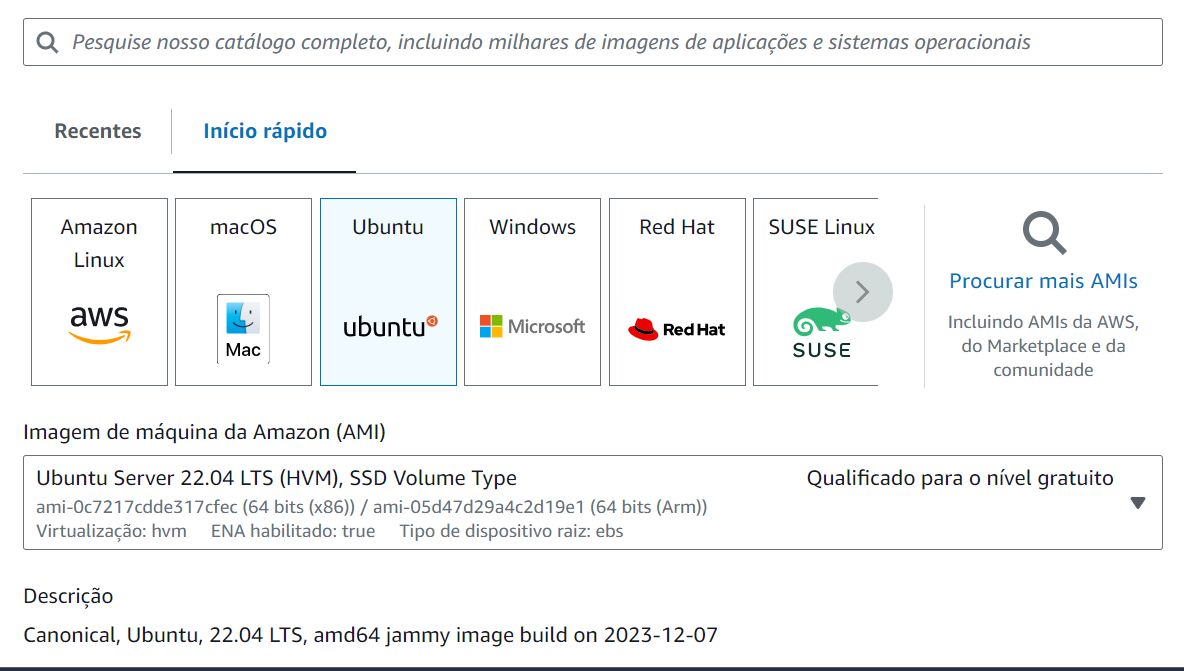 Pesquise nosso catálogo completo, incluindo milhares de imagens de aplicações e sistemas operacionais
Recentes
Início rápido
Amazon
Linux
aws
macOS
Mac
Ubuntu
ubuntu
Windows
Microsoft
Red Hat
Red Hat
SUSE Linux
SUSE
Procurar mais AMIs
Incluindo AMIs da AWS,
do Marketplace e da
comunidade
Imagem de máquina da Amazon (AMI)
Ubuntu Server 22.04 LTS (HVM), SSD Volume Type
Qualificado para o nível gratuito
ami-0c7217cdde317cfec (64 bits (x86)) / ami-05d47d29a4c2d19e1 (64 bits (Arm))
Virtualização: hvm ENA habilitado: true Tipo de dispositivo raiz: ebs
Descrição
Canonical, Ubuntu, 22.04 LTS, amd64 jammy image build on 2023-12-07